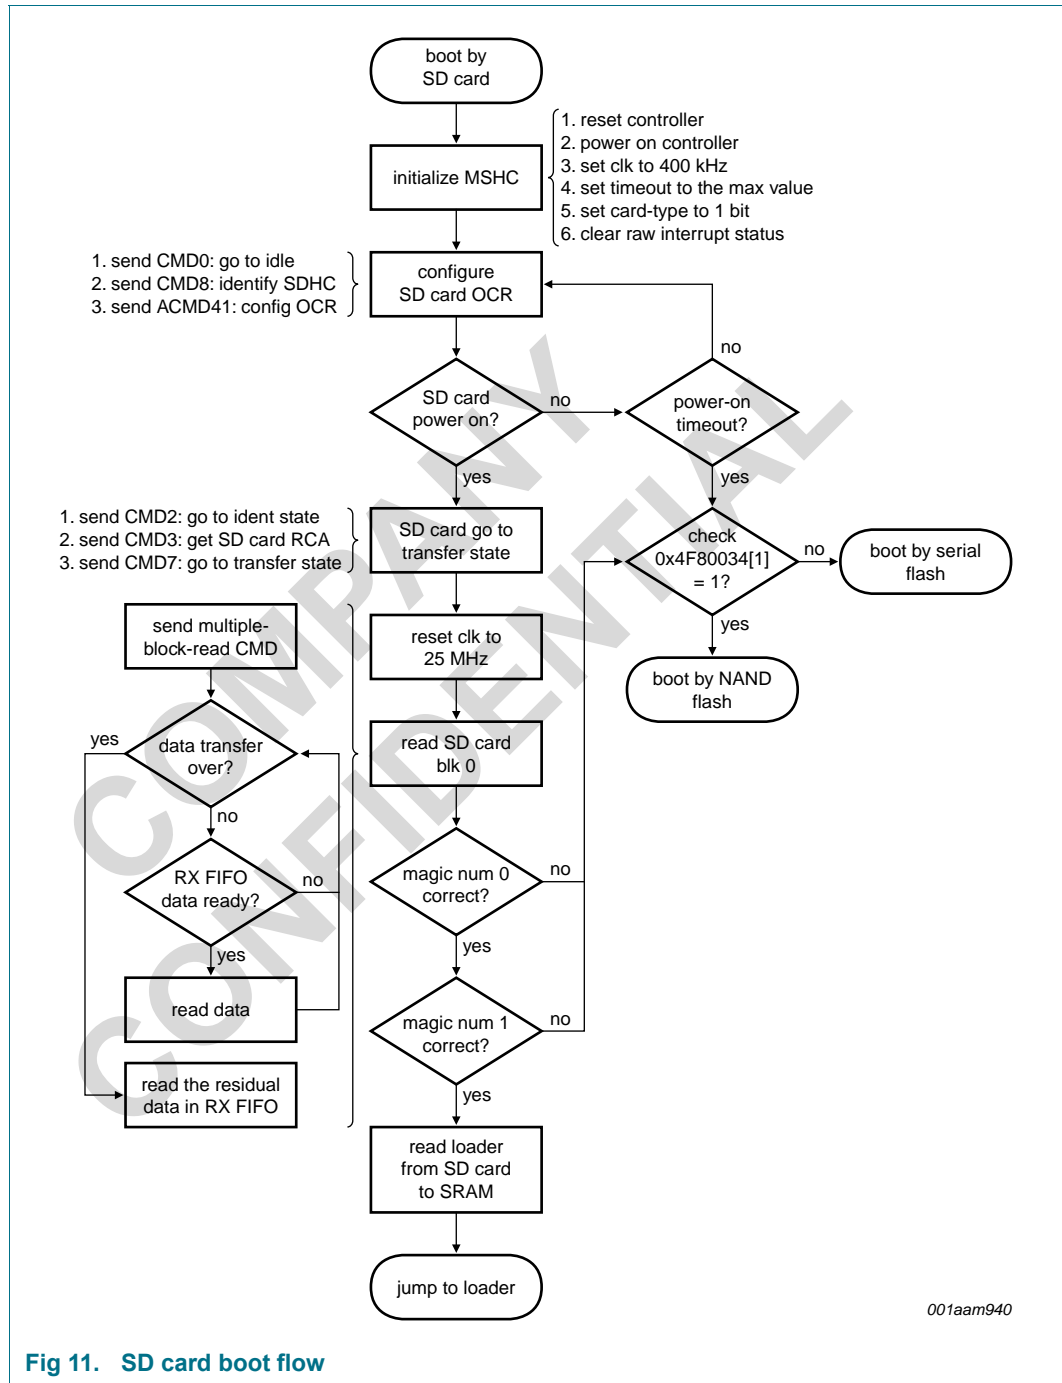 boot by
SD card
initialize MSHC
1. reset controller
2. power on controller
3. set clk to 400 kHz
4. set timeout to the max value
5. set card-type to 1 bit
6. clear raw interrupt status
1. send CMD0: go to idle
2. send CMD8: identify SDHC
3. send ACMD41: config OCR
configure
SD card OCR
no
SD card
power on?
no
power-on
timeout?
yes
yes
1. send CMD2: go to ident state
2. send CMD3: get SD card RCA
3. send CMD7: go to transfer state
SD card go to
transfer state
check
0x4F80034[1]
= 1?
no
boot by serial
flash
yes
boot by NAND
flash
send multiple-
block-read CMD
reset clk to
25 MHz
yes
data transfer
over?
read SD card
blk 0
no
RX FIFO
data ready?
no
magic num 0
correct?
no
yes
yes
read data
magic num 1
correct?
no
read the residual
data in RX FIFO
yes
read loader
from SD card
to SRAM
jump to loader
COMPANY
CONFIDENTIAL
001aam940
Fig 11. SD card boot flow